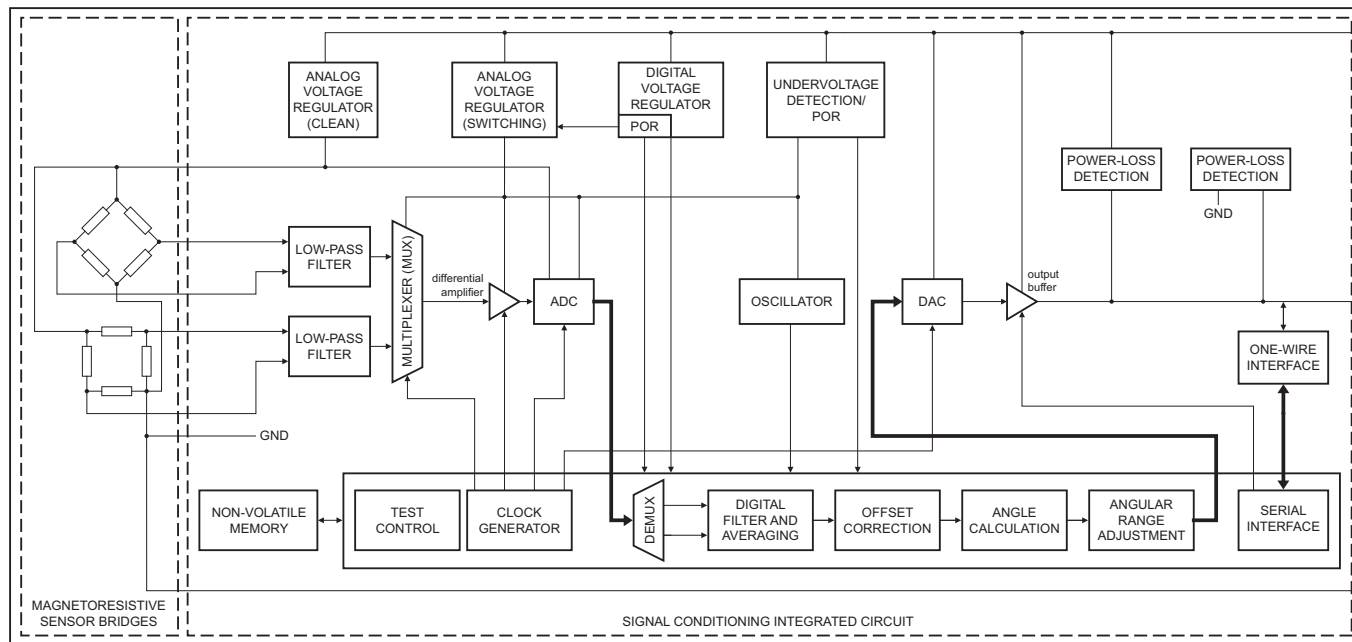 ANALOG
VOLTAGE
REGULATOR
(CLEAN)
ANALOG
VOLTAGE
REGULATOR
(SWITCHING)
DIGITAL
VOLTAGE
REGULATOR
POR
UNDERVOLTAGE
DETECTION/
POR
POWER-LOSS
DETECTION
POWER-LOSS
DETECTION
GND
LOW-PASS
FILTER
LOW-PASS
FILTER
MULTIPLEXER (MUX)
differential
amplifier
ADC
OSCILLATOR
DAC
output
buffer
ONE-WIRE
INTERFACE
GND
NON-VOLATILE
MEMORY
TEST
CONTROL
CLOCK
GENERATOR
DEMUX
DIGITAL
FILTER AND
AVERAGING
OFFSET
CORRECTION
ANGLE
CALCULATION
ANGULAR
RANGE
ADJUSTMENT
SERIAL
INTERFACE
MAGNETORESISTIVE
SENSOR BRIDGES
SIGNAL CONDITIONING INTEGRATED CIRCUIT